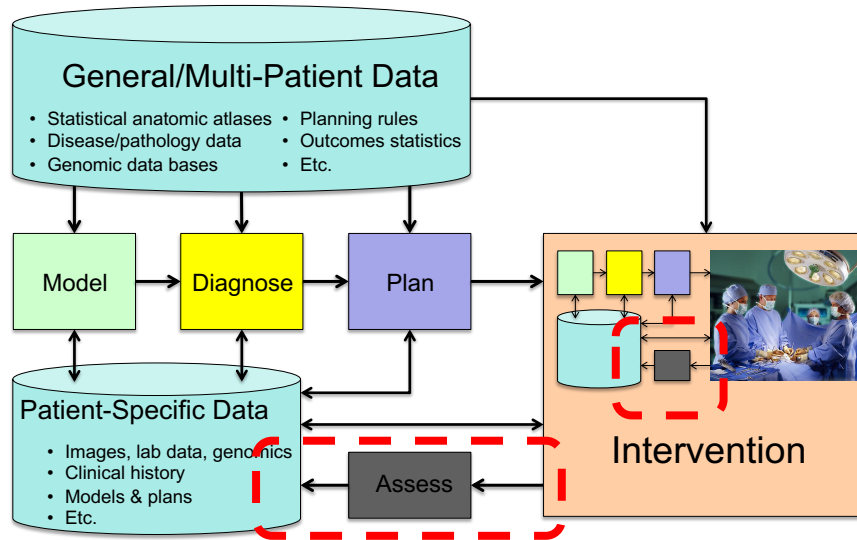 General/Multi-Patient Data
• Statistical anatomic atlases
• Disease/pathology data
• Genomic data bases
• Planning rules
• Outcomes statistics
• Etc.
Model
Diagnose
Plan
Patient-Specific Data
• Images, lab data, genomics
• Clinical history
• Models & plans
• Etc.
Assess
Intervention